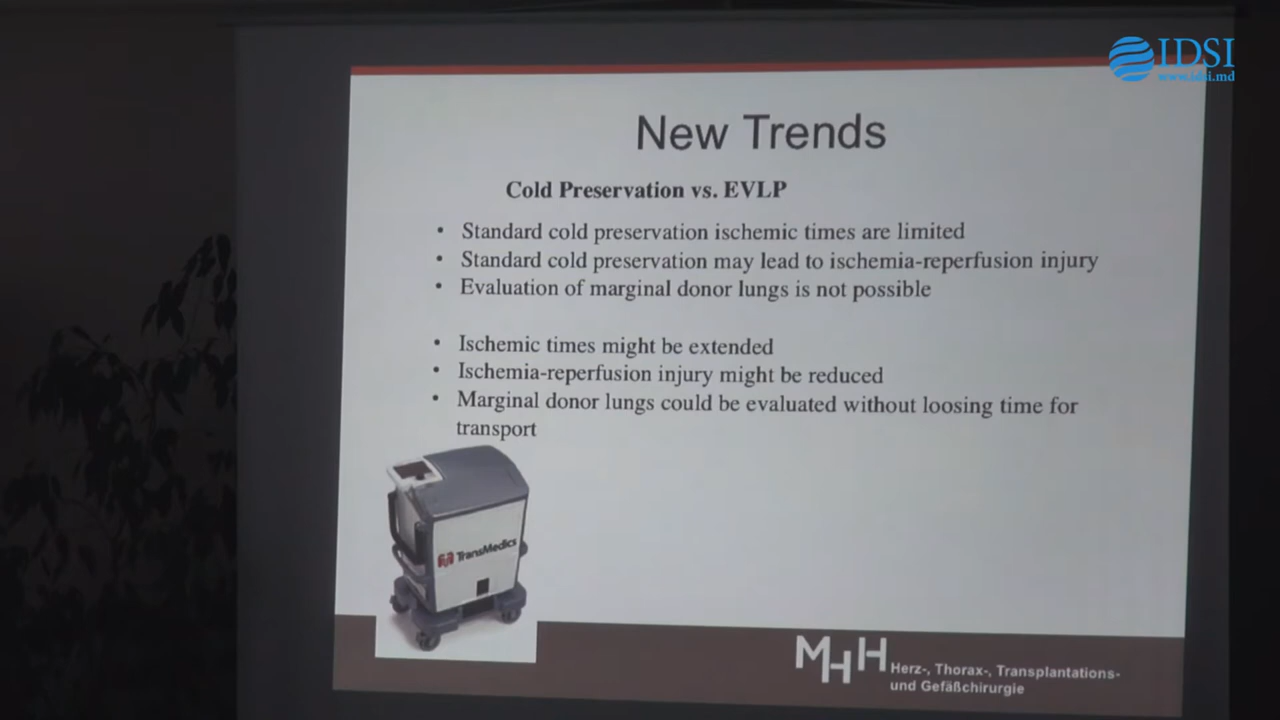 IDSI
www.idsi.md
New Trends
Cold Preservation vs. EVLP
• Standard cold preservation ischemic times are limited
• Standard cold preservation may lead to ischemia-reperfusion injury
• Evaluation of marginal donor lungs is not possible
• Ischemic times might be extended
• Ischemia-reperfusion injury might be reduced
• Marginal donor lungs could be evaluated without loosing time for
transport
TransMedics
MHH Herz-, Thorax-, Transplantations-
und Gefäßchirurgie